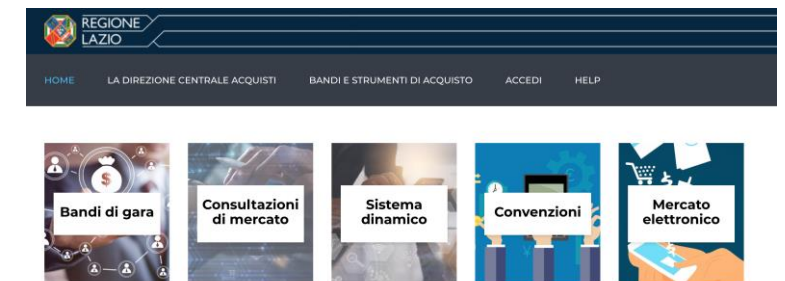 REGIONE
LAZIO
HOME LA DIREZIONE CENTRALE ACQUISTI BANDI E STRUMENTI DI ACQUISTO ACCEDI HELP
Bandi di gara
Consultazioni
di mercato
Sistema
dinamico
Convenzioni
Mercato
elettronico